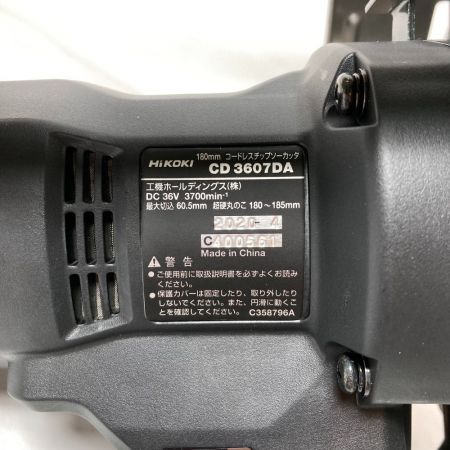 HiKOKI 180mm コードレスチップソーカッタ
CD 3607DA
工機ホールディングス(株)
DC 36V 3700min⁻¹
最大切込 60.5mm 超硬丸のこ 180～185mm
2020-4
C400561
Made in China
⚠ 警告
●ご使用前に取扱説明書を必ずよくお読み
ください。
●保護カバーは固定したり、取り外したり
しないでください。また、円滑に動くこ
とを確認してください。 C358796A